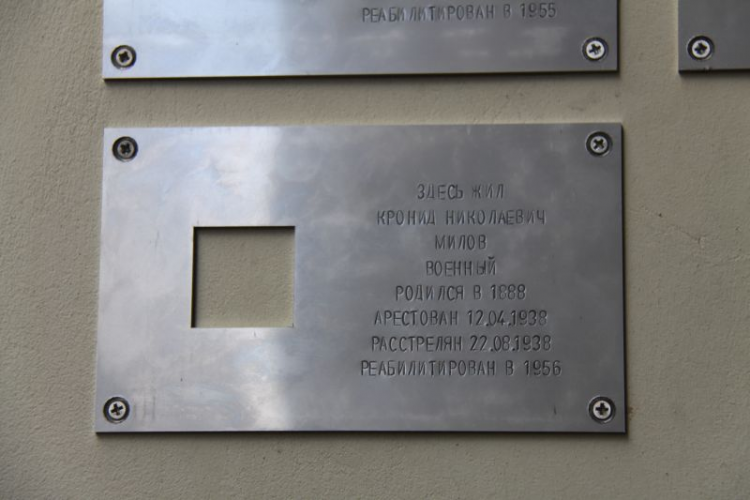 РЕАБИЛИТИРОВАН В 1955
ЗДЕСЬ ЖИЛ
КРОНИД НИКОЛАЕВИЧ
МИЛОВ
ВОЕННЫЙ
РОДИЛСЯ В 1888
АРЕСТОВАН 12.04.1938
РАССТРЕЛЯН 22.08.1938
РЕАБИЛИТИРОВАН В 1956